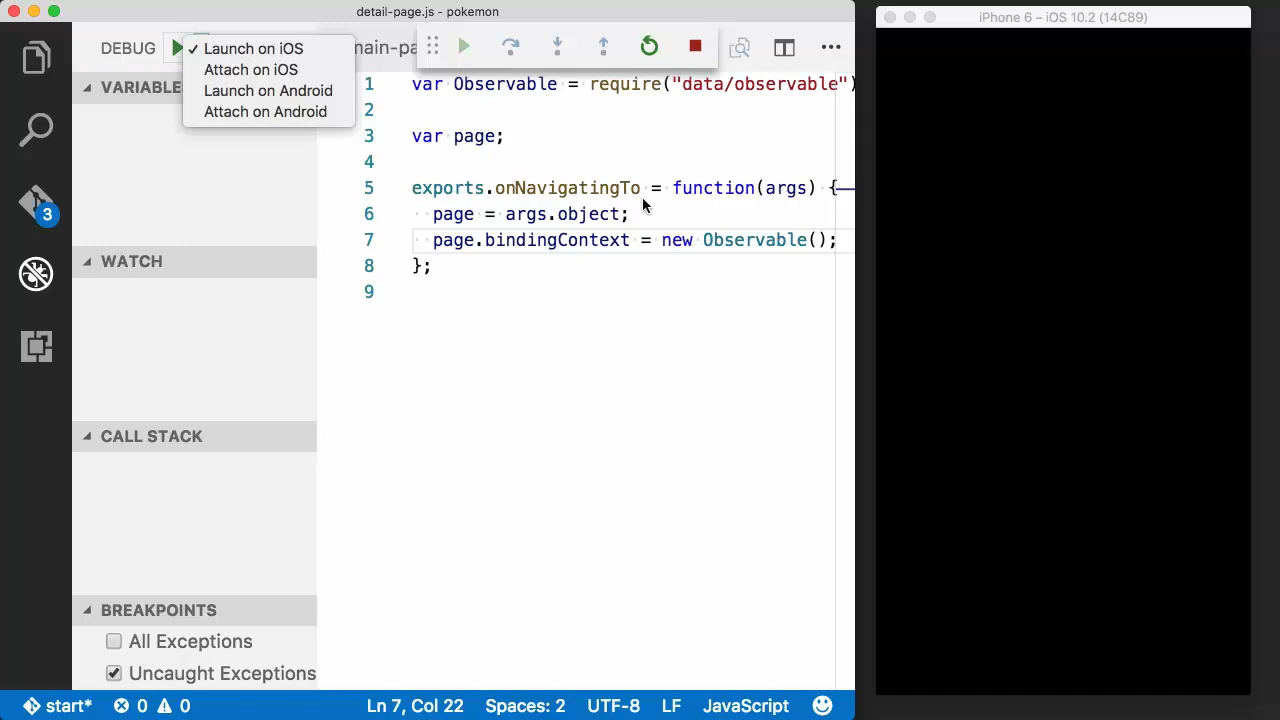 detail-page.js - pokemon
iPhone 6 – iOS 10.2 (14C89)
DEBUG
✓ Launch on iOS
Attach on iOS
Launch on Android
Attach on Android
VARIABLE
1 var Observable = require("data/observable")
2
3 var page;
4
5 exports.onNavigatingTo = function(args) {
6 page = args.object;
7 page.bindingContext = new Observable();
8 };
9
3
WATCH
CALL STACK
BREAKPOINTS
All Exceptions
Uncaught Exceptions
start* 0 0 Ln 7, Col 22 Spaces: 2 UTF-8 LF JavaScript